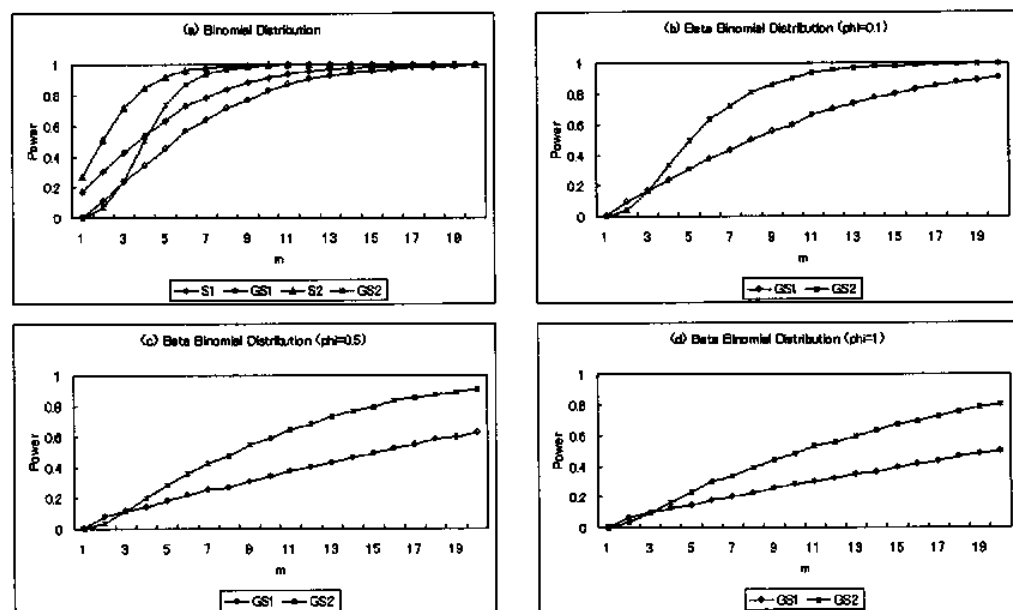 (a) Binomial Distribution
1
0.8
0.6
0.4
0.2
0
Power
1 3 5 7 9 11 13 15 17 19
m
S1 GS1 S2 GS2
(b) Beta Binomial Distribution (phi=0.1)
1
0.8
0.6
0.4
0.2
0
Power
1 3 5 7 9 11 13 15 17 19
m
GS1 GS2
(c) Beta Binomial Distribution (phi=0.5)
1
0.8
0.6
0.4
0.2
0
Power
1 3 5 7 9 11 13 15 17 19
m
GS1 GS2
(d) Beta Binomial Distribution (phi=1)
1
0.8
0.6
0.4
0.2
0
Power
1 3 5 7 9 11 13 15 17 19
m
GS1 GS2